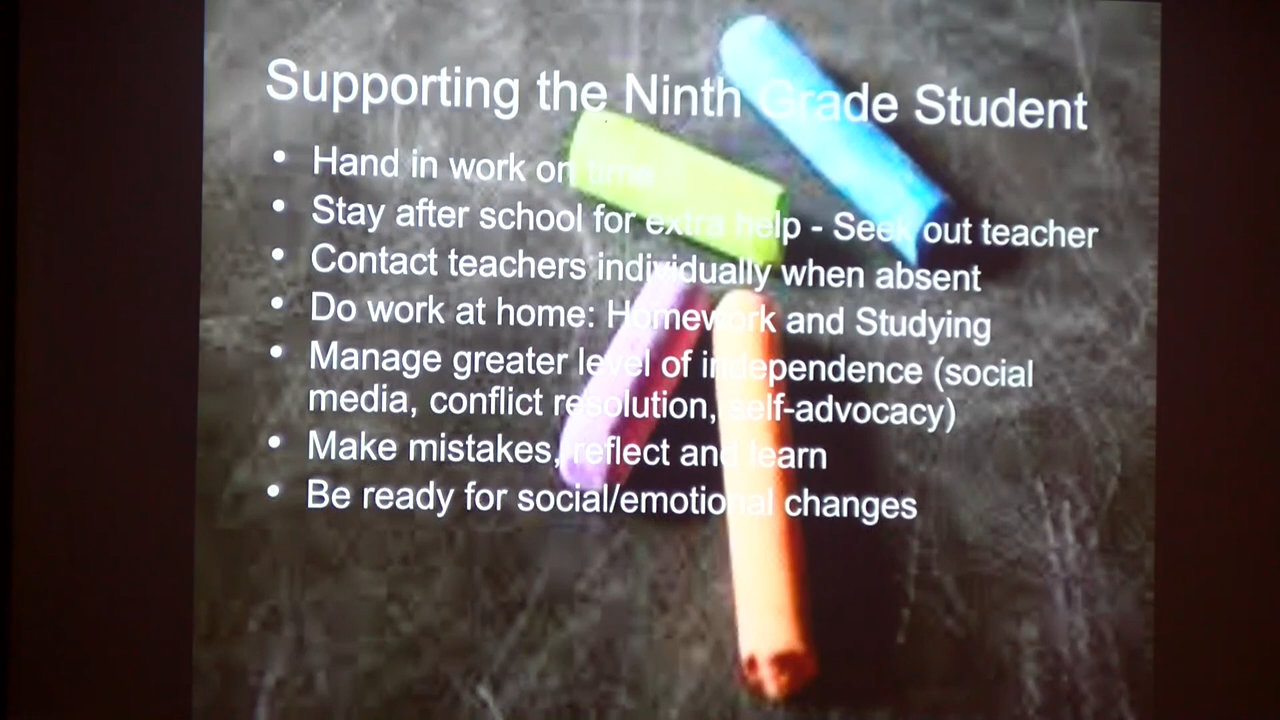 Supporting the Ninth Grade Student
• Hand in work on time
• Stay after school for extra help - Seek out teacher
• Contact teachers individually when absent
• Do work at home: Homework and Studying
• Manage greater level of independence (social
media, conflict resolution, self-advocacy)
• Make mistakes, reflect and learn
• Be ready for social/emotional changes